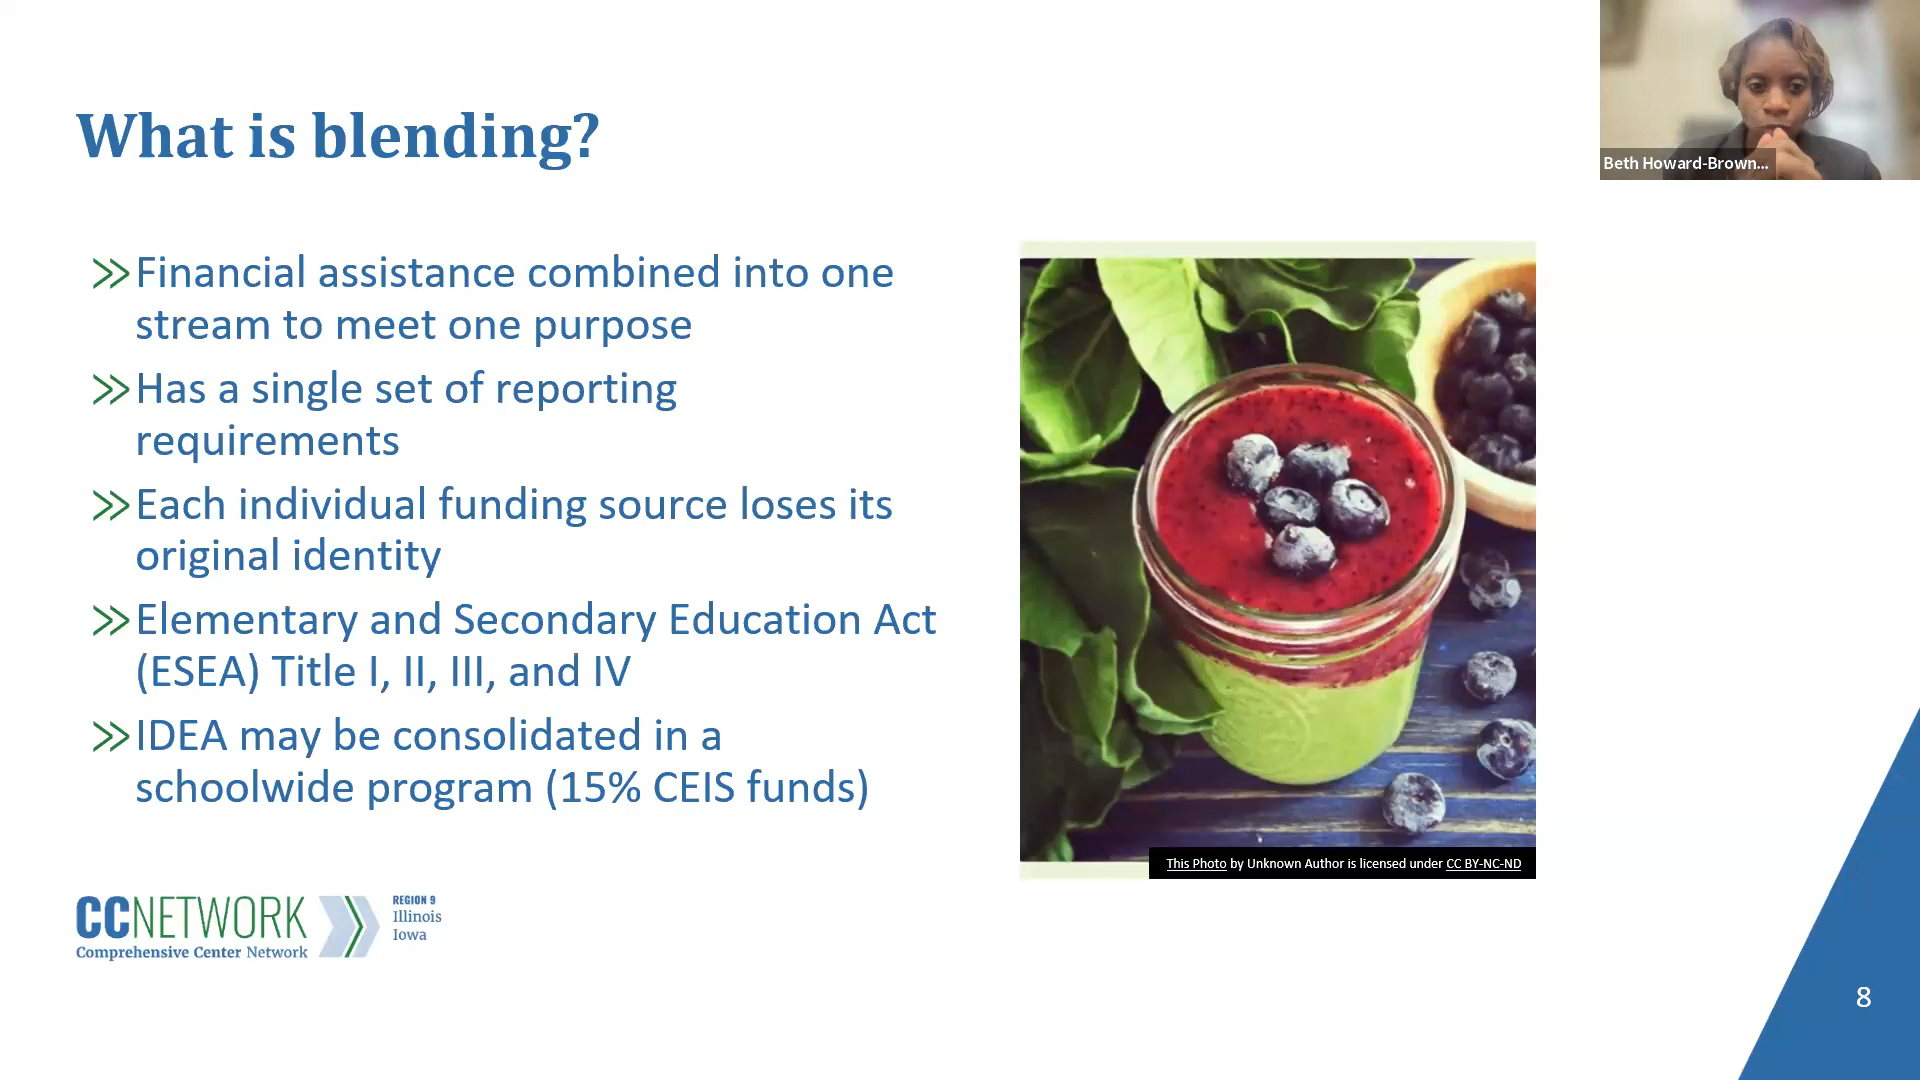 What is blending?
Beth Howard-Brown...
Financial assistance combined into one
stream to meet one purpose
Has a single set of reporting
requirements
Each individual funding source loses its
original identity
Elementary and Secondary Education Act
(ESEA) Title I, II, III, and IV
IDEA may be consolidated in a
schoolwide program (15% CEIS funds)
This Photo by Unknown Author is licensed under CC BY-NC-ND
CCNETWORK
Comprehensive Center Network
REGION 9
Illinois
Iowa
8